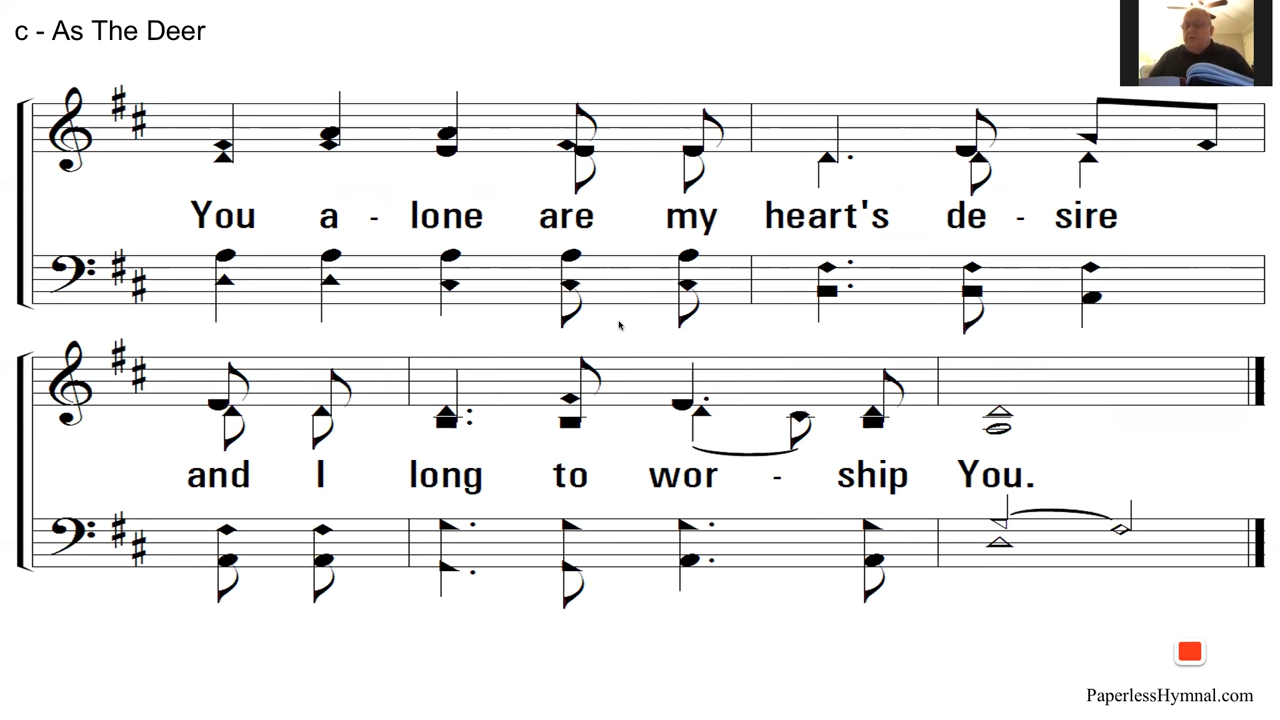 c - As The Deer
You a - lone are my heart's de - sire
and I long to wor - ship You.
PaperlessHymnal.com